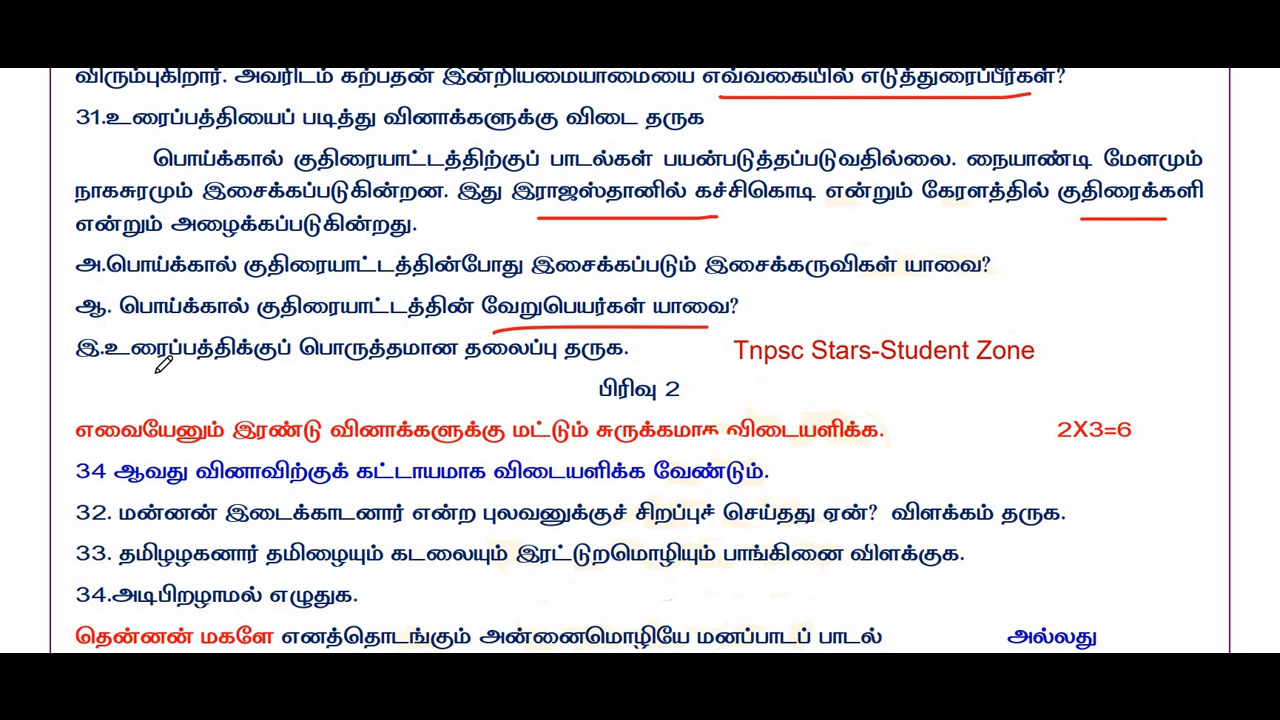 விரும்புகிறார். அவரிடம் கற்பதன் இன்றியமையாமையை எவ்வகையில் எடுத்துரைப்பீர்கள்?
31.உரைப்பத்தியைப் படித்து வினாக்களுக்கு விடை தருக
பொய்க்கால் குதிரையாட்டத்திற்குப் பாடல்கள் பயன்படுத்தப்படுவதில்லை. நையாண்டி மேளமும்
நாகசுரமும் இசைக்கப்படுகின்றன. இது இராஜஸ்தானில் கச்சிகொடி என்றும் கேரளத்தில் குதிரைக்களி
என்றும் அழைக்கப்படுகின்றது.
அ.பொய்க்கால் குதிரையாட்டத்தின்போது இசைக்கப்படும் இசைக்கருவிகள் யாவை?
ஆ. பொய்க்கால் குதிரையாட்டத்தின் வேறுபெயர்கள் யாவை?
இ.உரைப்பத்திக்குப் பொருத்தமான தலைப்பு தருக.
Tnpsc Stars-Student Zone
பிரிவு 2
எவையேனும் இரண்டு வினாக்களுக்கு மட்டும் சுருக்கமாக விடையளிக்க. 2X3=6
34 ஆவது வினாவிற்குக் கட்டாயமாக விடையளிக்க வேண்டும்.
32. மன்னன் இடைக்காடனார் என்ற புலவனுக்குச் சிறப்புச் செய்தது ஏன்? விளக்கம் தருக.
33. தமிழழகனார் தமிழையும் கடலையும் இரட்டுறமொழியும் பாங்கினை விளக்குக.
34.அடிபிறழாமல் எழுதுக.
தென்னன் மகளே எனத்தொடங்கும் அன்னைமொழியே மனப்பாடப் பாடல் அல்லது